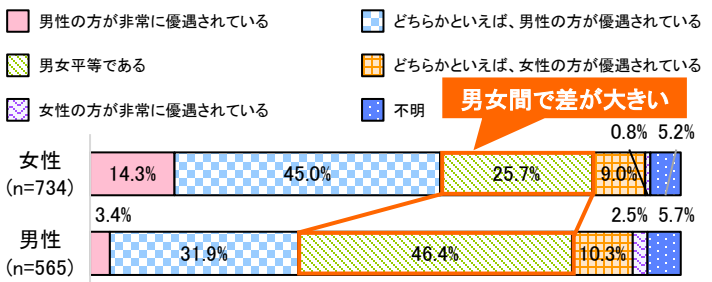 男性の方が非常に優遇されている
どちらかといえば、男性の方が優遇されている
男女平等である
どちらかといえば、女性の方が優遇されている
女性の方が非常に優遇されている
不明
男女間で差が大きい
0.8% 5.2%
女性
(n=734)
14.3% 45.0% 25.7% 9.0%
3.4% 2.5% 5.7%
男性
(n=565)
31.9% 46.4% 10.3%